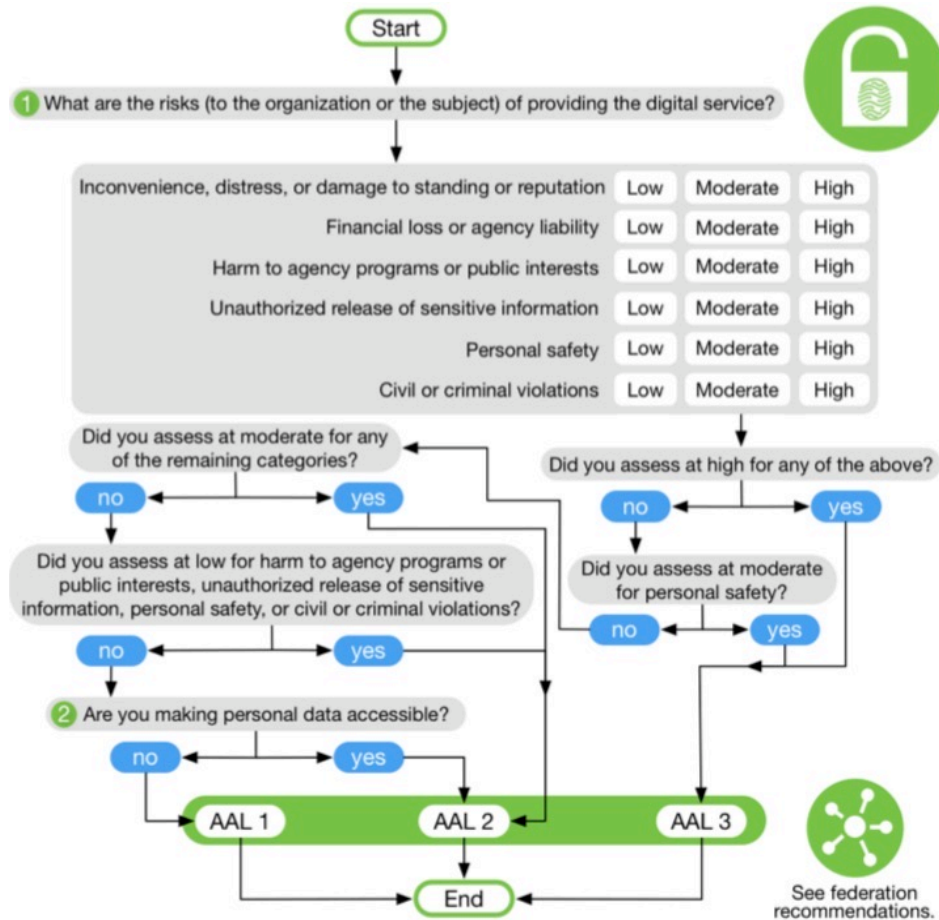 Start
1 What are the risks (to the organization or the subject) of providing the digital service?
Inconvenience, distress, or damage to standing or reputation Low Moderate High
Financial loss or agency liability Low Moderate High
Harm to agency programs or public interests Low Moderate High
Unauthorized release of sensitive information Low Moderate High
Personal safety Low Moderate High
Civil or criminal violations Low Moderate High
Did you assess at high for any of the above?
no yes
Did you assess at moderate
for personal safety?
no yes
Did you assess at moderate for any
of the remaining categories?
no yes
Did you assess at low for harm to agency programs or
public interests, unauthorized release of sensitive
information, personal safety, or civil or criminal violations?
no yes
2 Are you making personal data accessible?
no yes
AAL 1 AAL 2 AAL 3
End
See federation
recommendations.